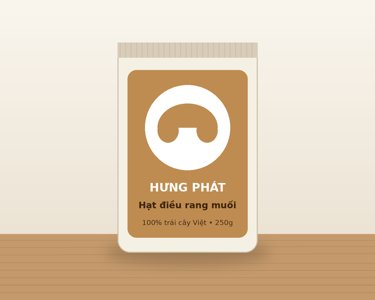 HƯNG PHÁT
Hạt điều rang muối
100% trái cây Việt • 250g